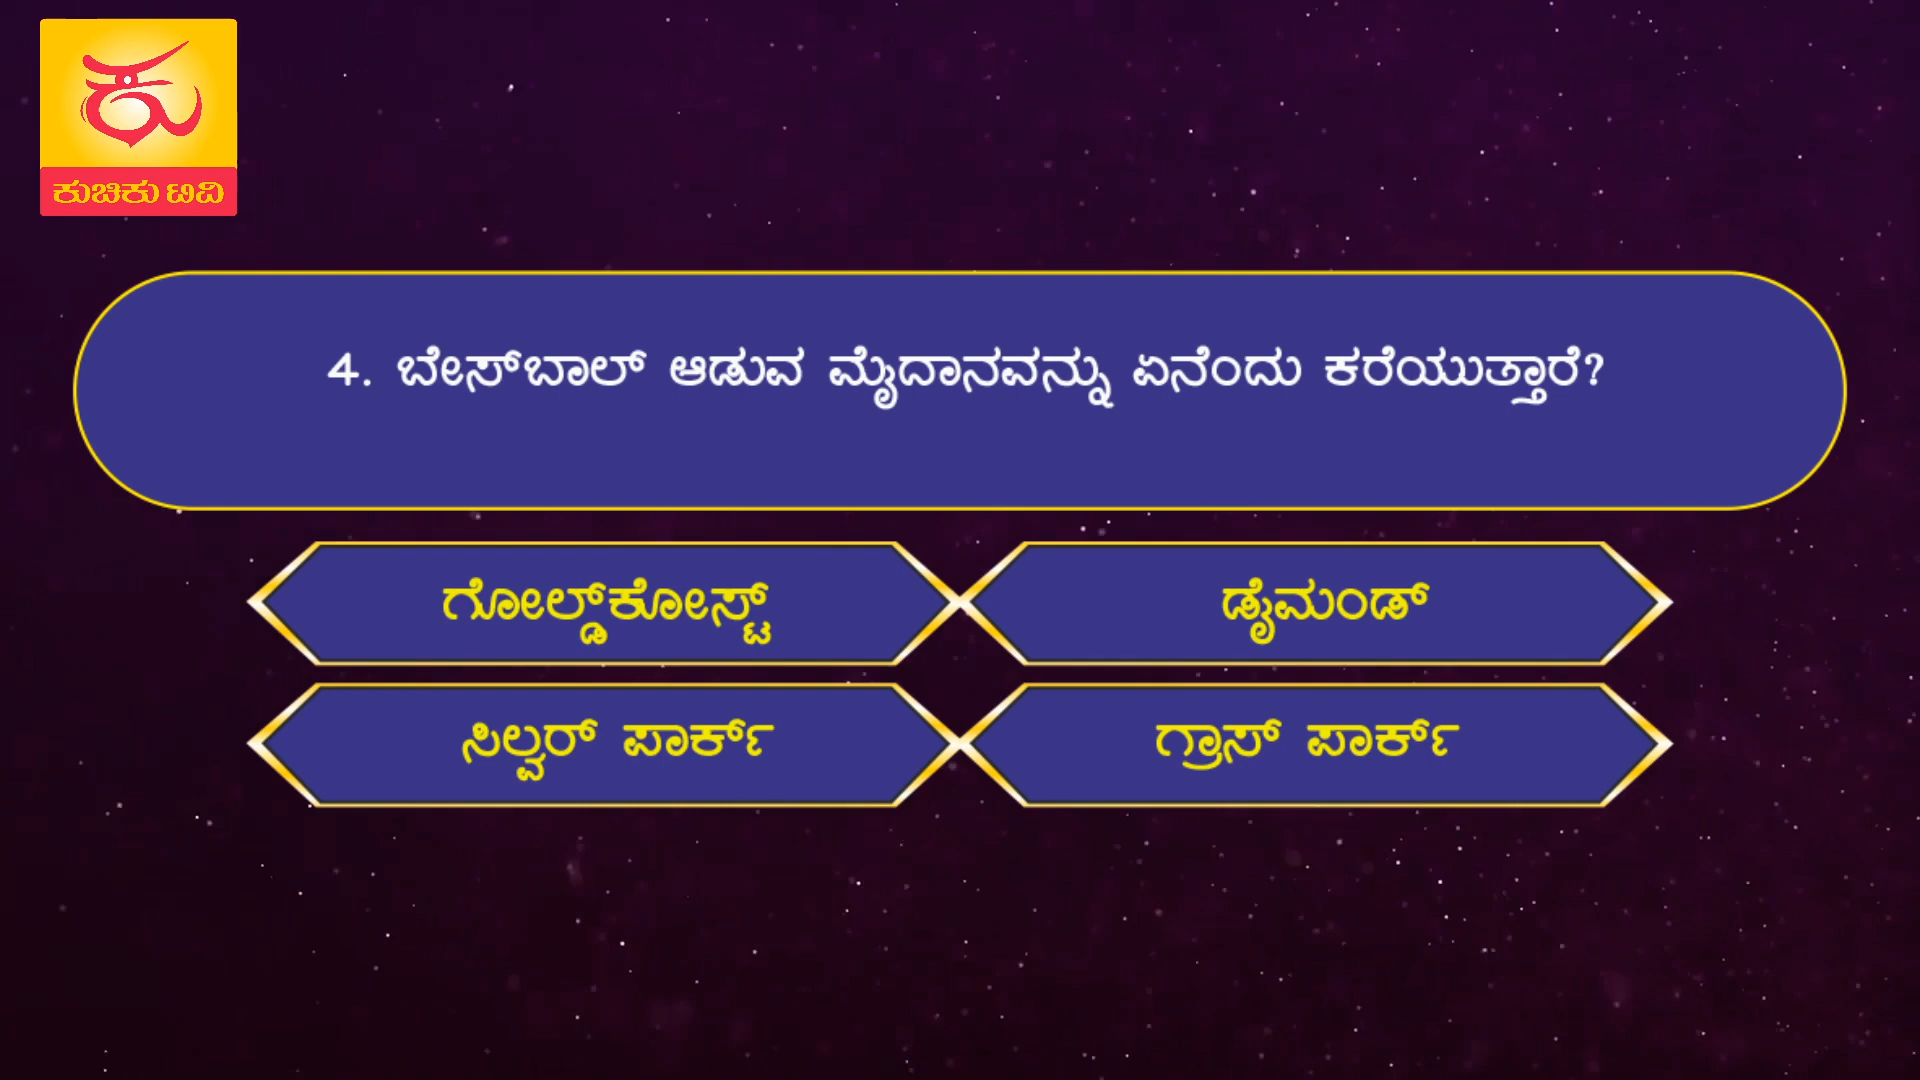 ಕು
ಕುಚಿಕು ಟಿವಿ
4. ಬೇಸ್‌ಬಾಲ್ ಆಡುವ ಮೈದಾನವನ್ನು ಏನೆಂದು ಕರೆಯುತ್ತಾರೆ?
ಗೋಲ್ಡ್‌ಕೋಸ್ಟ್
ಡೈಮಂಡ್
ಸಿಲ್ವರ್ ಪಾರ್ಕ್
ಗ್ರಾಸ್ ಪಾರ್ಕ್